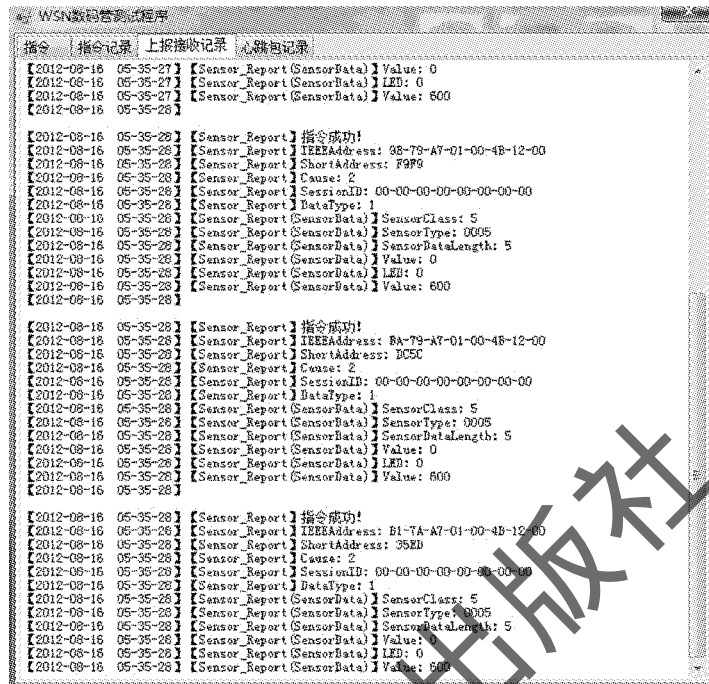 WSN数码管测试程序
指令 指令记录 上报接收记录 心跳包记录
【2012-08-16 05-35-27】【Sensor_Report(SensorData)】Value: 0
【2012-08-16 05-35-27】【Sensor_Report(SensorData)】LED: 0
【2012-08-16 05-35-27】【Sensor_Report(SensorData)】Value: 600
【2012-08-16 05-35-28】
【2012-08-16 05-35-28】【Sensor_Report】指令成功!
【2012-08-16 05-35-28】【Sensor_Report】IEEEAddress: 9B-79-A7-01-00-4B-12-00
【2012-08-16 05-35-28】【Sensor_Report】ShortAddress: F9F9
【2012-08-16 05-35-28】【Sensor_Report】Cause: 2
【2012-08-16 05-35-28】【Sensor_Report】SessionID: 00-00-00-00-00-00-00-00
【2012-08-16 05-35-28】【Sensor_Report】DataType: 1
【2012-08-16 05-35-28】【Sensor_Report(SensorData)】SensorClass: 5
【2012-08-16 05-35-28】【Sensor_Report(SensorData)】SensorType: 0005
【2012-08-16 05-35-28】【Sensor_Report(SensorData)】SensorDataLength: 5
【2012-08-16 05-35-28】【Sensor_Report(SensorData)】Value: 0
【2012-08-16 05-35-28】【Sensor_Report(SensorData)】LED: 0
【2012-08-16 05-35-28】【Sensor_Report(SensorData)】Value: 600
【2012-08-16 05-35-28】
【2012-08-16 05-35-28】【Sensor_Report】指令成功!
【2012-08-16 05-35-28】【Sensor_Report】IEEEAddress: BA-79-A7-01-00-4B-12-00
【2012-08-16 05-35-28】【Sensor_Report】ShortAddress: DC5C
【2012-08-16 05-35-28】【Sensor_Report】Cause: 2
【2012-08-16 05-35-28】【Sensor_Report】SessionID: 00-00-00-00-00-00-00-00
【2012-08-16 05-35-28】【Sensor_Report】DataType: 1
【2012-08-16 05-35-28】【Sensor_Report(SensorData)】SensorClass: 5
【2012-08-16 05-35-28】【Sensor_Report(SensorData)】SensorType: 0005
【2012-08-16 05-35-28】【Sensor_Report(SensorData)】SensorDataLength: 5
【2012-08-16 05-35-28】【Sensor_Report(SensorData)】Value: 0
【2012-08-16 05-35-28】【Sensor_Report(SensorData)】LED: 0
【2012-08-16 05-35-28】【Sensor_Report(SensorData)】Value: 600
【2012-08-16 05-35-28】
【2012-08-16 05-35-28】【Sensor_Report】指令成功!
【2012-08-16 05-35-28】【Sensor_Report】IEEEAddress: B1-7A-A7-01-00-4B-12-00
【2012-08-16 05-35-28】【Sensor_Report】ShortAddress: 35ED
【2012-08-16 05-35-28】【Sensor_Report】Cause: 2
【2012-08-16 05-35-28】【Sensor_Report】SessionID: 00-00-00-00-00-00-00-00
【2012-08-16 05-35-28】【Sensor_Report】DataType: 1
【2012-08-16 05-35-28】【Sensor_Report(SensorData)】SensorClass: 5
【2012-08-16 05-35-28】【Sensor_Report(SensorData)】SensorType: 0005
【2012-08-16 05-35-28】【Sensor_Report(SensorData)】SensorDataLength: 5
【2012-08-16 05-35-28】【Sensor_Report(SensorData)】Value: 0
【2012-08-16 05-35-28】【Sensor_Report(SensorData)】LED: 0
【2012-08-16 05-35-28】【Sensor_Report(SensorData)】Value: 600
出版社